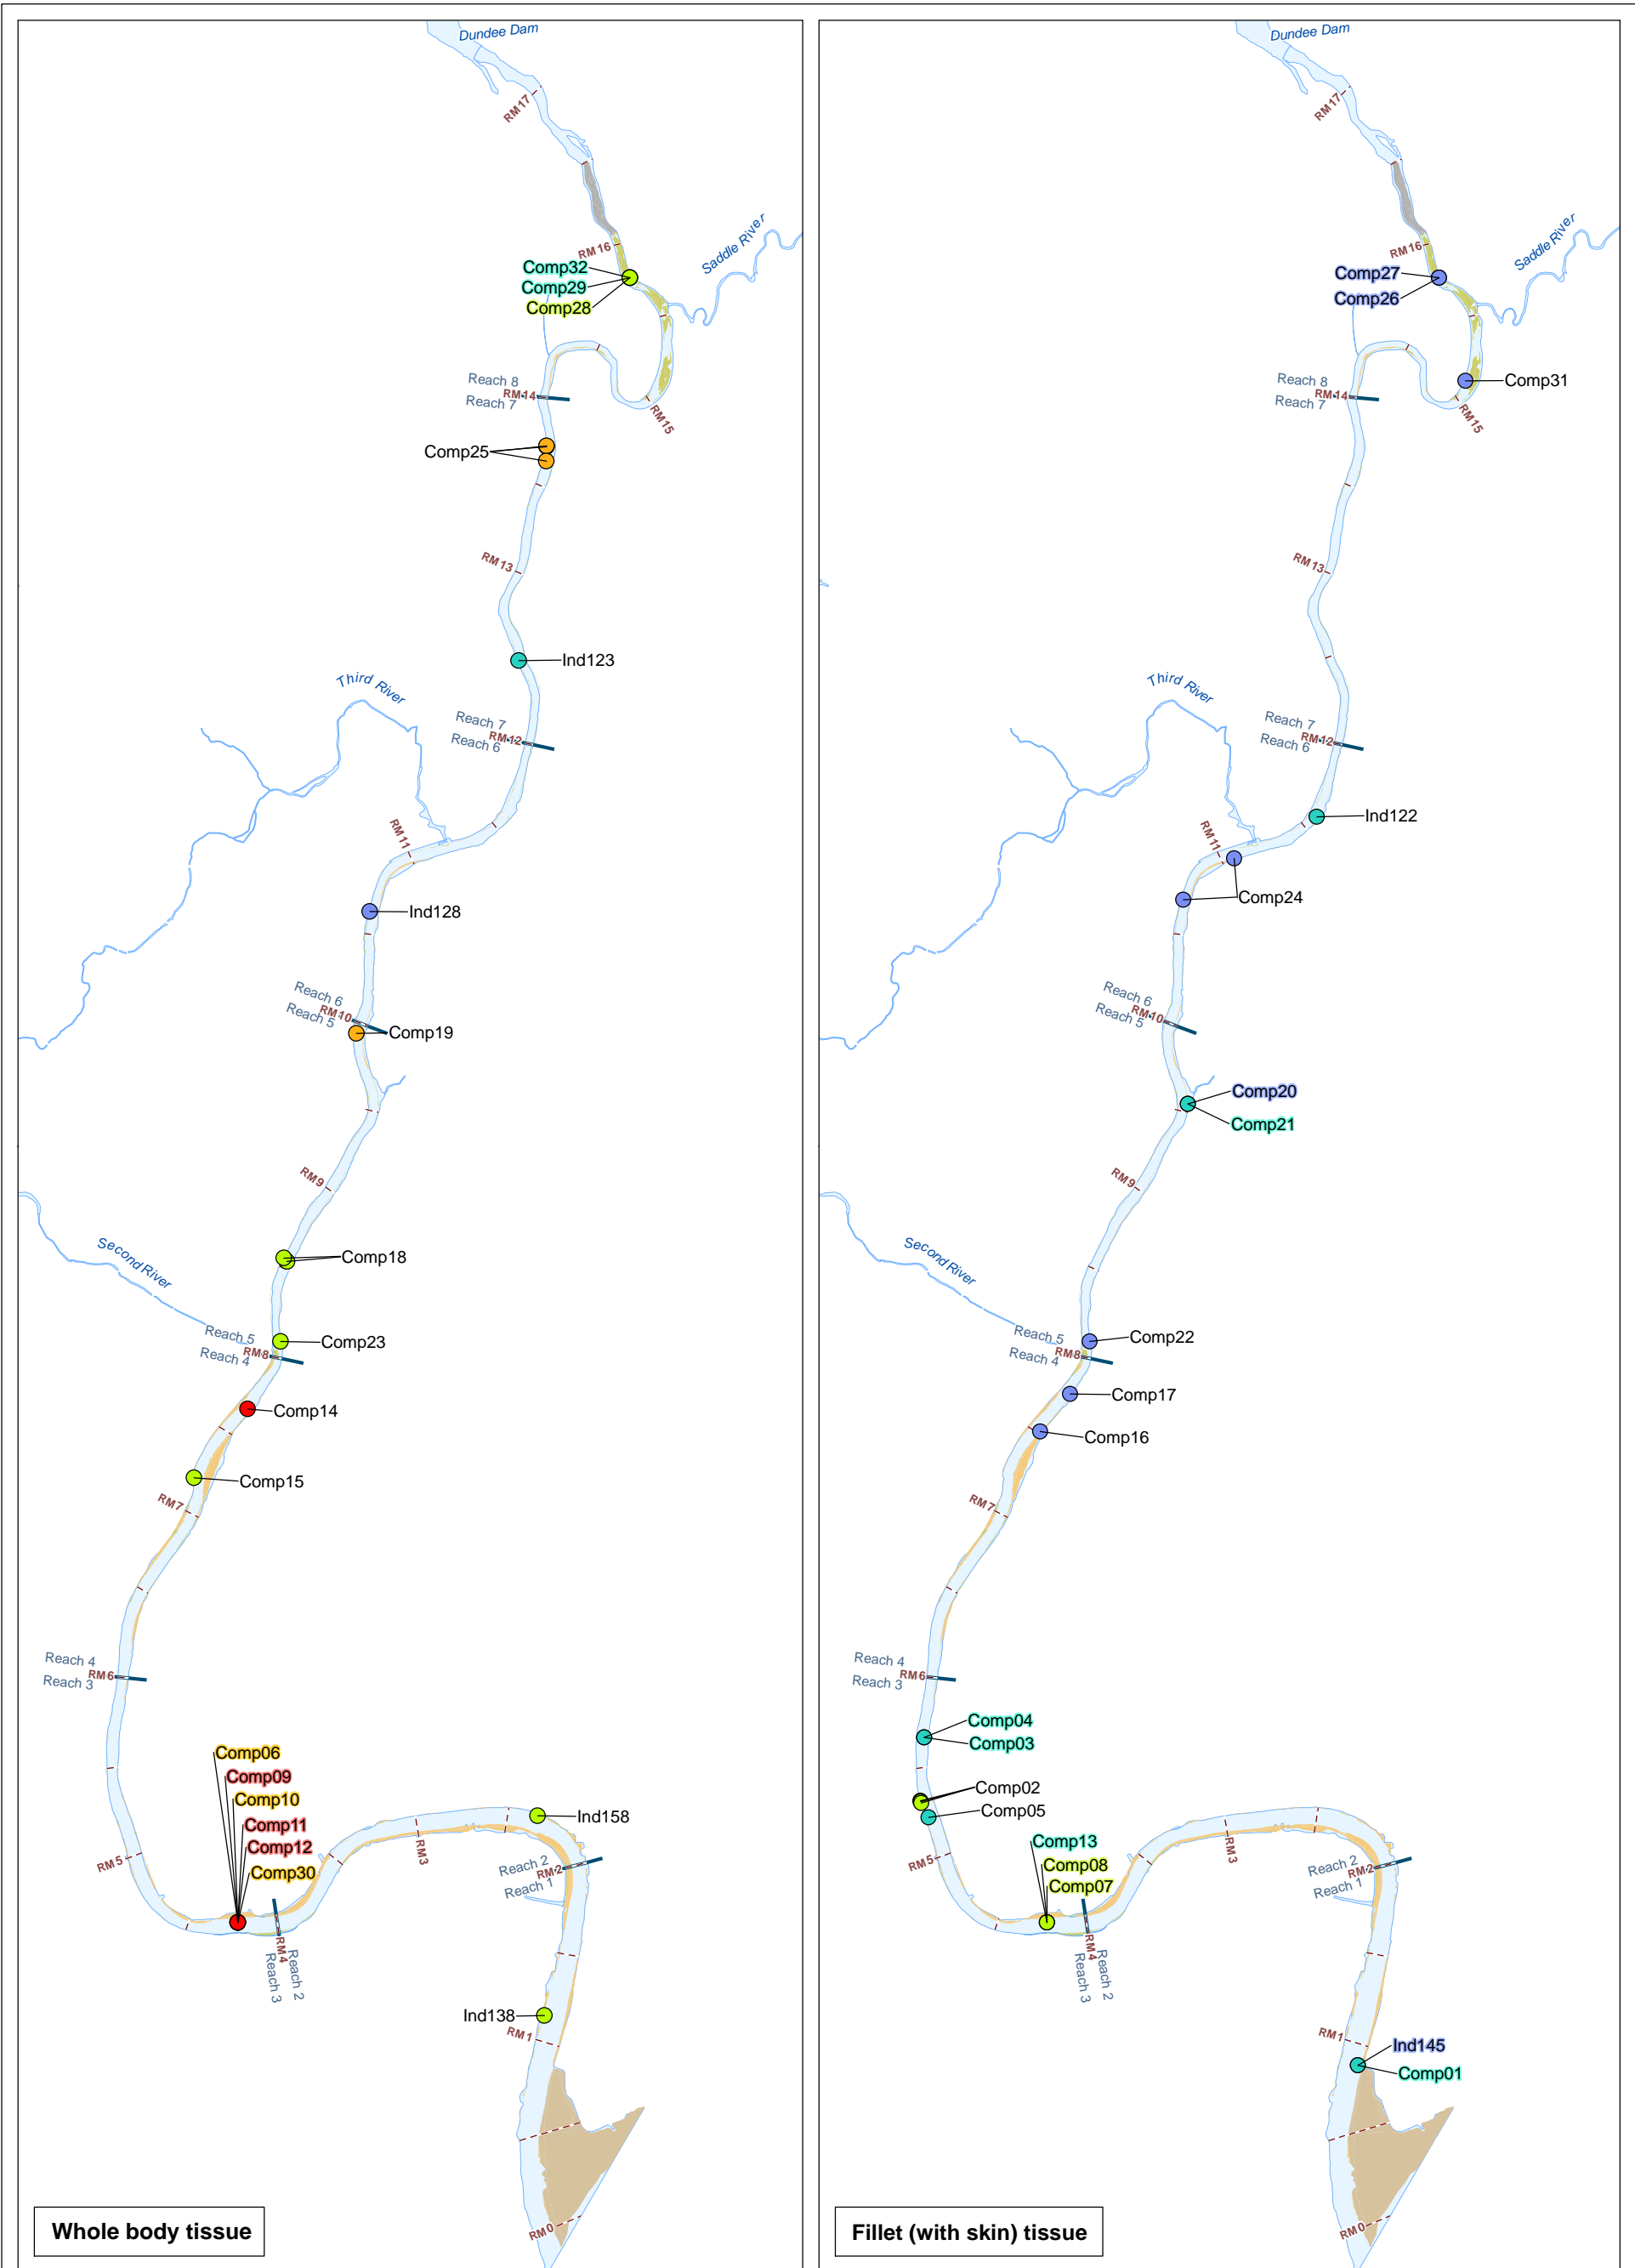 Dundee Dam
RM17
RM16
Saddle River
Comp32
Comp29
Comp28
Reach 8
RM14
Reach 7
RM15
Comp25
RM13
Ind123
Third River
Reach 7
RM12
Reach 6
RM11
Ind128
Reach 6
RM10
Reach 5
Comp19
RM9
Second River
Comp18
Reach 5
Comp23
RM8
Reach 4
Comp14
Comp15
RM7
Reach 4
RM6
Reach 3
Comp06
Comp09
Comp10
Comp11
Comp12
Comp30
Ind158
RM3
RM5
Reach 2
RM2
Reach 1
RM4
Reach 3
Reach 2
Ind138
RM1
RM0
Whole body tissue
Dundee Dam
RM17
RM16
Saddle River
Comp27
Comp26
Comp31
Reach 8
RM14
Reach 7
RM15
RM13
Third River
Reach 7
RM12
Reach 6
Ind122
RM11
Comp24
Reach 6
RM10
Reach 5
Comp20
Comp21
RM9
Second River
Reach 5
Comp22
RM8
Reach 4
Comp17
Comp16
RM7
Reach 4
RM6
Reach 3
Comp04
Comp03
Comp02
Comp05
Comp13
Comp08
Comp07
RM3
RM5
Reach 2
RM2
Reach 1
RM4
Reach 3
Reach 2
RM1
Ind145
Comp01
RM0
Fillet (with skin) tissue